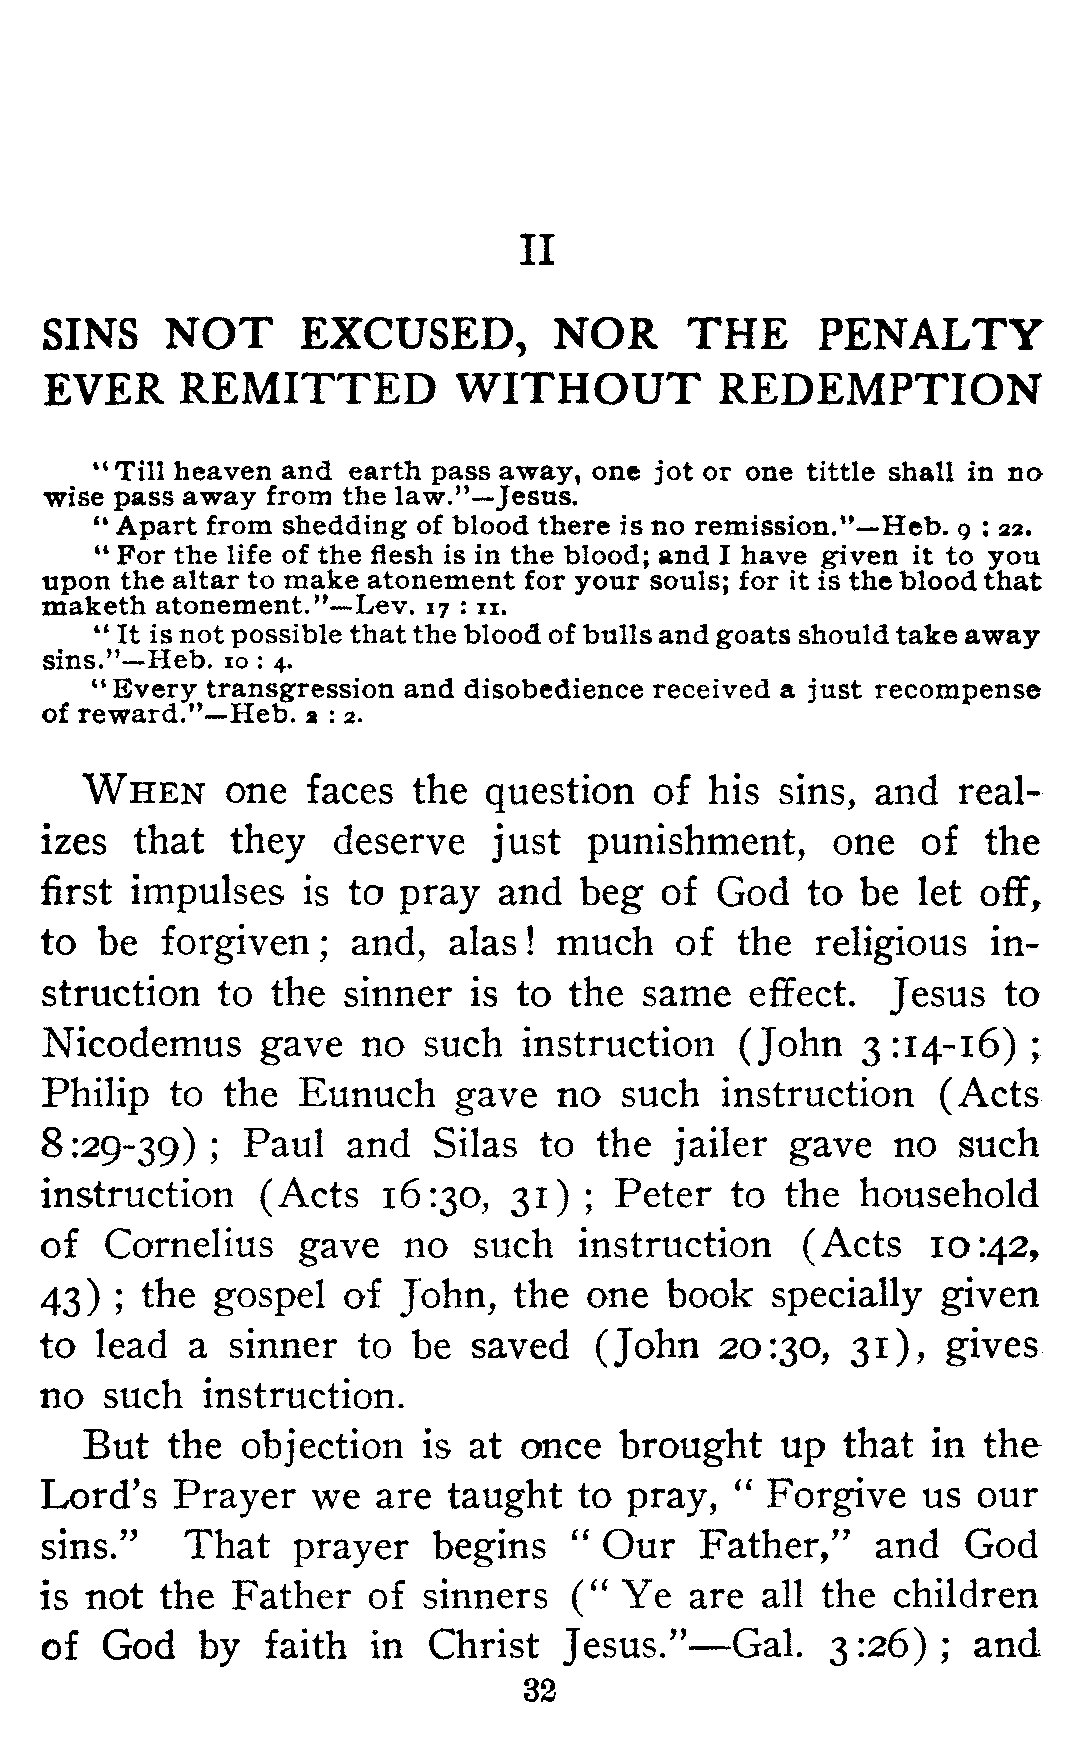 II
SINS NOT EXCUSED, NOR THE PENALTY
EVER REMITTED WITHOUT REDEMPTION
"Till heaven and earth pass away, one jot or one tittle shall in no
wise pass away from the law."—Jesus.
"Apart from shedding of blood there is no remission."—Heb. 9 : 22.
"For the life of the flesh is in the blood; and I have given it to you
upon the altar to make atonement for your souls; for it is the blood that
maketh atonement."—Lev. 17 : 11.
"It is not possible that the blood of bulls and goats should take away
sins."—Heb. 10 : 4.
"Every transgression and disobedience received a just recompense
of reward."—Heb. 2 : 2.
WHEN one faces the question of his sins, and real-
izes that they deserve just punishment, one of the
first impulses is to pray and beg of God to be let off,
to be forgiven; and, alas! much of the religious in-
struction to the sinner is to the same effect. Jesus to
Nicodemus gave no such instruction (John 3:14-16) ;
Philip to the Eunuch gave no such instruction (Acts
8:29-39) ; Paul and Silas to the jailer gave no such
instruction (Acts 16:30, 31) ; Peter to the household
of Cornelius gave no such instruction (Acts 10:42,
43) ; the gospel of John, the one book specially given
to lead a sinner to be saved (John 20:30, 31), gives
no such instruction.
But the objection is at once brought up that in the
Lord's Prayer we are taught to pray, " Forgive us our
sins." That prayer begins " Our Father," and God
is not the Father of sinners (" Ye are all the children
of God by faith in Christ Jesus."—Gal. 3:26) ; and
32